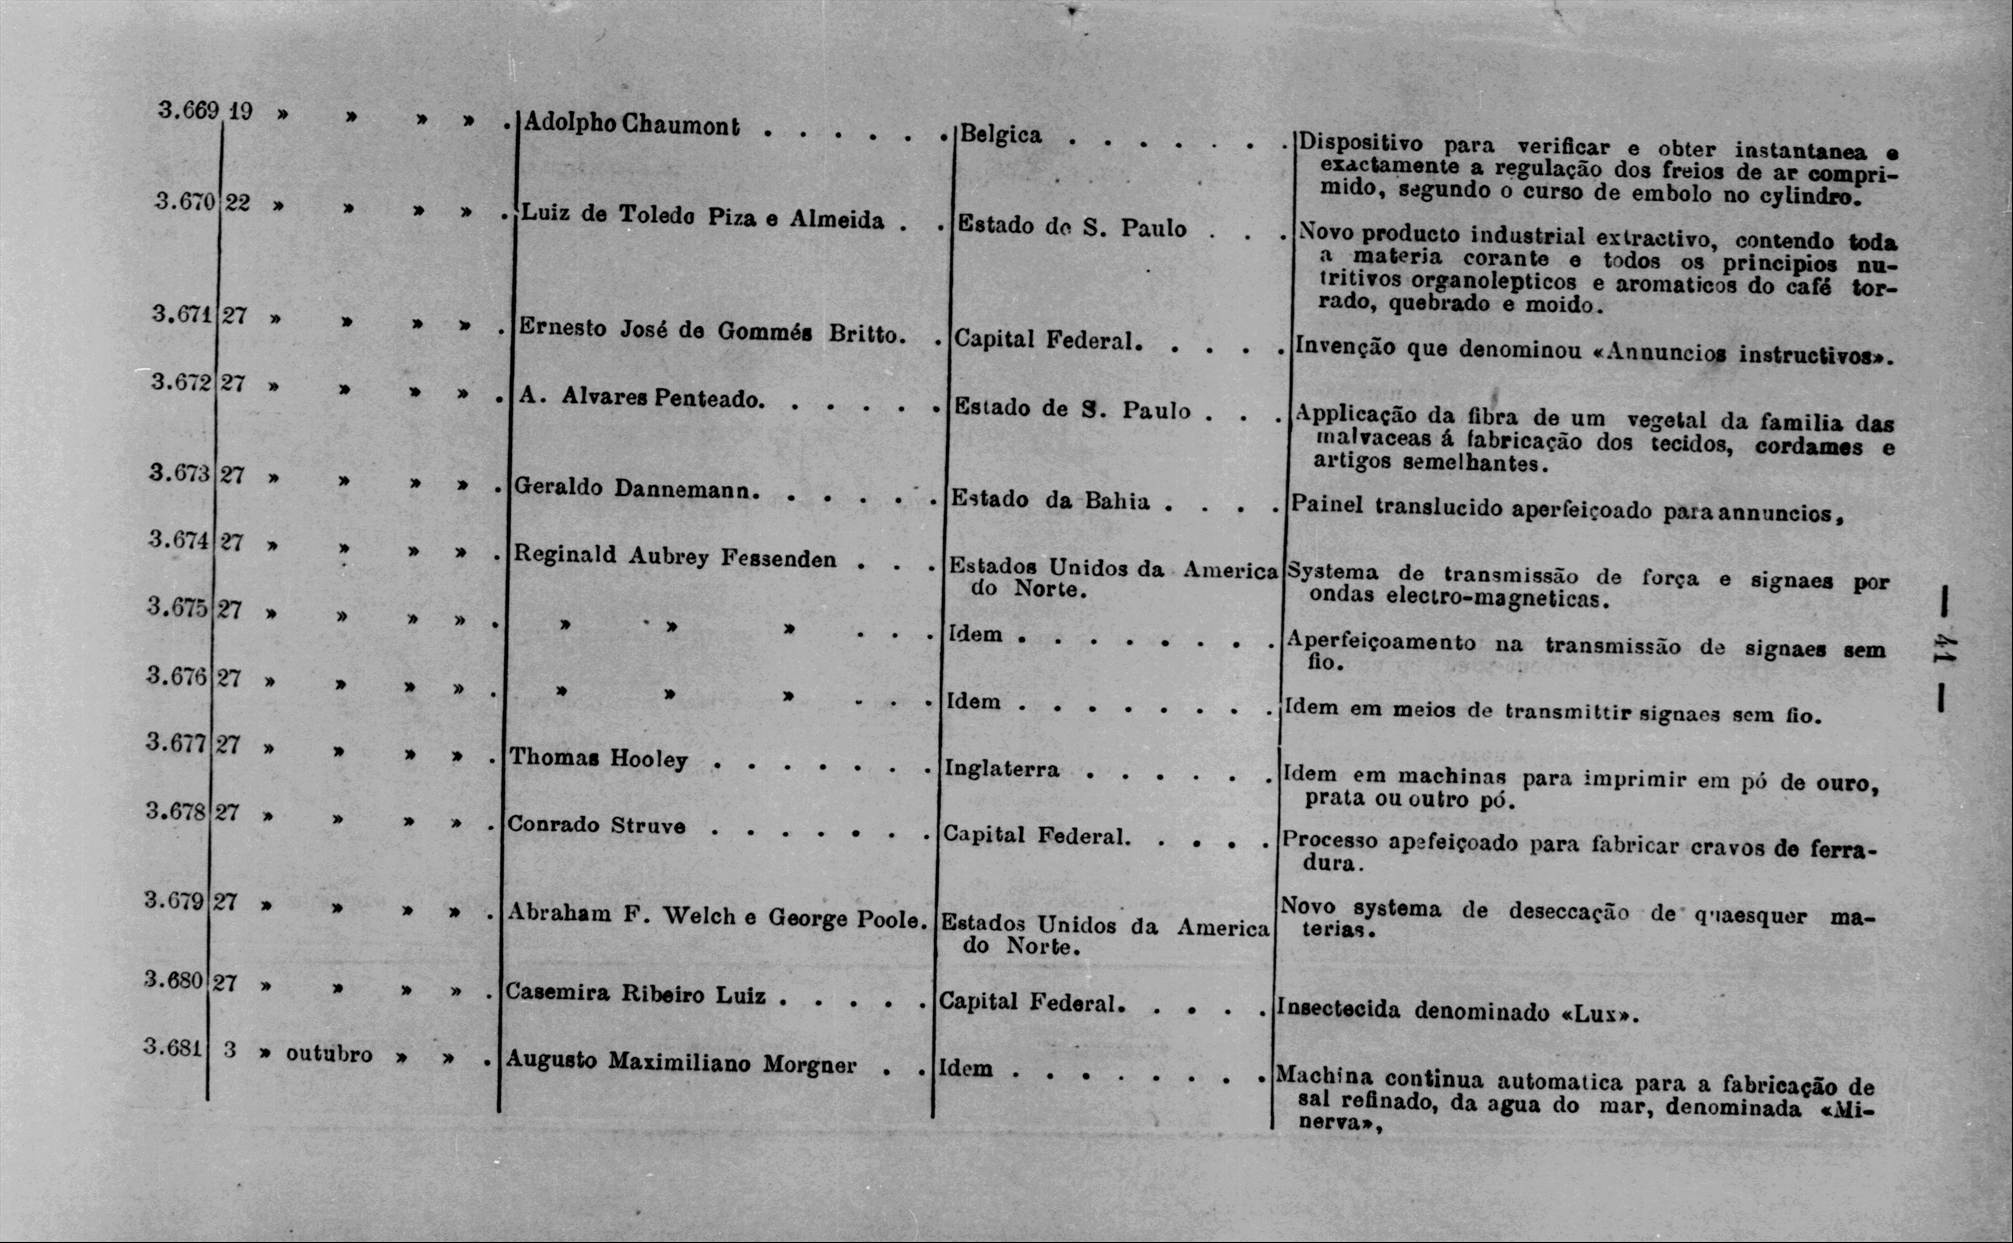 3.669 19 » » » » . Adolpho Chaumont . . . . . . Belgica . . . . . . . Dispositivo para verificar e obter instantanea e
exactamente a regulação dos freios de ar compri-
mido, segundo o curso de embolo no cylindro.
3.670 22 » » » » . Luiz de Toledo Piza e Almeida . . Estado de S. Paulo . . . Novo producto industrial extractivo, contendo toda
a materia corante e todos os principios nu-
tritivos organolepticos e aromaticos do café tor-
rado, quebrado e moido.
3.671 27 » » » » . Ernesto José de Gommés Britto. . Capital Federal. . . . . Invenção que denominou «Annuncios instructivos».
3.672 27 » » » » . A. Alvares Penteado. . . . . . Estado de S. Paulo . . . Applicação da fibra de um vegetal da familia das
malvaceas á fabricação dos tecidos, cordames e
artigos semelhantes.
3.673 27 » » » » . Geraldo Dannemann. . . . . . Estado da Bahia . . . . Painel translucido aperfeiçoado para annuncios,
3.674 27 » » » » . Reginald Aubrey Fessenden . . . Estados Unidos da America Systema de transmissão de força e signaes por
do Norte. ondas electro-magneticas.
3.675 27 » » » » . » » » . . . Idem . . . . . . . . Aperfeiçoamento na transmissão de signaes sem
fio.
3.676 27 » » » » . » » » . . . Idem . . . . . . . . Idem em meios de transmittir signaes sem fio.
3.677 27 » » » » . Thomas Hooley . . . . . . . Inglaterra . . . . . . Idem em machinas para imprimir em pó de ouro,
prata ou outro pó.
3.678 27 » » » » . Conrado Struve . . . . . . . Capital Federal. . . . . Processo apefeiçoado para fabricar cravos de ferra-
dura.
3.679 27 » » » » . Abraham F. Welch e George Poole. Estados Unidos da America Novo systema de deseccação de quaesquer ma-
do Norte. terias.
3.680 27 » » » » . Casemira Ribeiro Luiz . . . . . Capital Federal. . . . . Insectecida denominado «Lux».
3.681 3 » outubro » » . Augusto Maximiliano Morgner . . Idem . . . . . . . . Machina continua automatica para a fabricação de
sal refinado, da agua do mar, denominada «Mi-
nerva»,
— 41 —